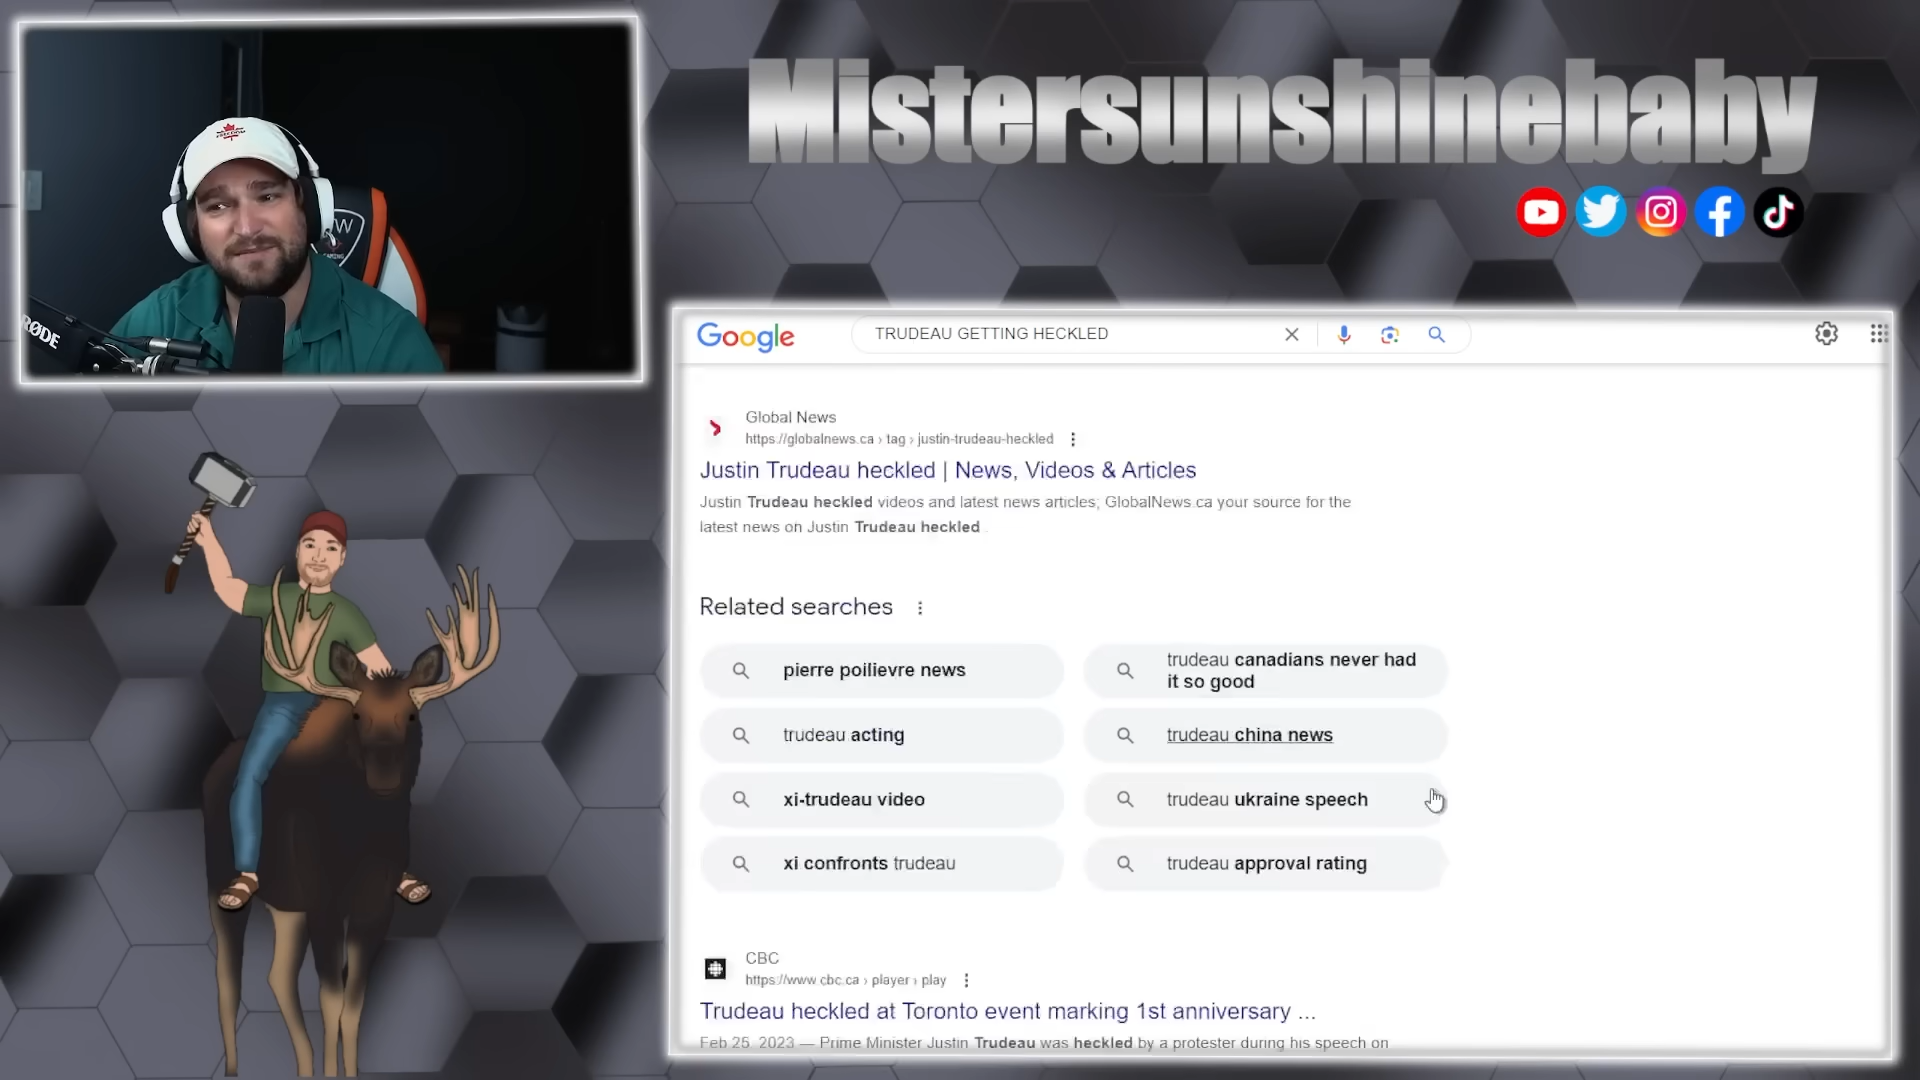 Mistersunshinebaby
FREEDOM
RØDE
W
GAMING
Google
TRUDEAU GETTING HECKLED
Global News
https://globalnews.ca › tag › justin-trudeau-heckled
Justin Trudeau heckled | News, Videos & Articles
Justin Trudeau heckled videos and latest news articles; GlobalNews.ca your source for the
latest news on Justin Trudeau heckled .
Related searches
pierre poilievre news
trudeau canadians never had
it so good
trudeau acting
trudeau china news
xi-trudeau video
trudeau ukraine speech
xi confronts trudeau
trudeau approval rating
CBC
https://www.cbc.ca › player › play
Trudeau heckled at Toronto event marking 1st anniversary ...
Feb 25, 2023 — Prime Minister Justin Trudeau was heckled by a protester during his speech on